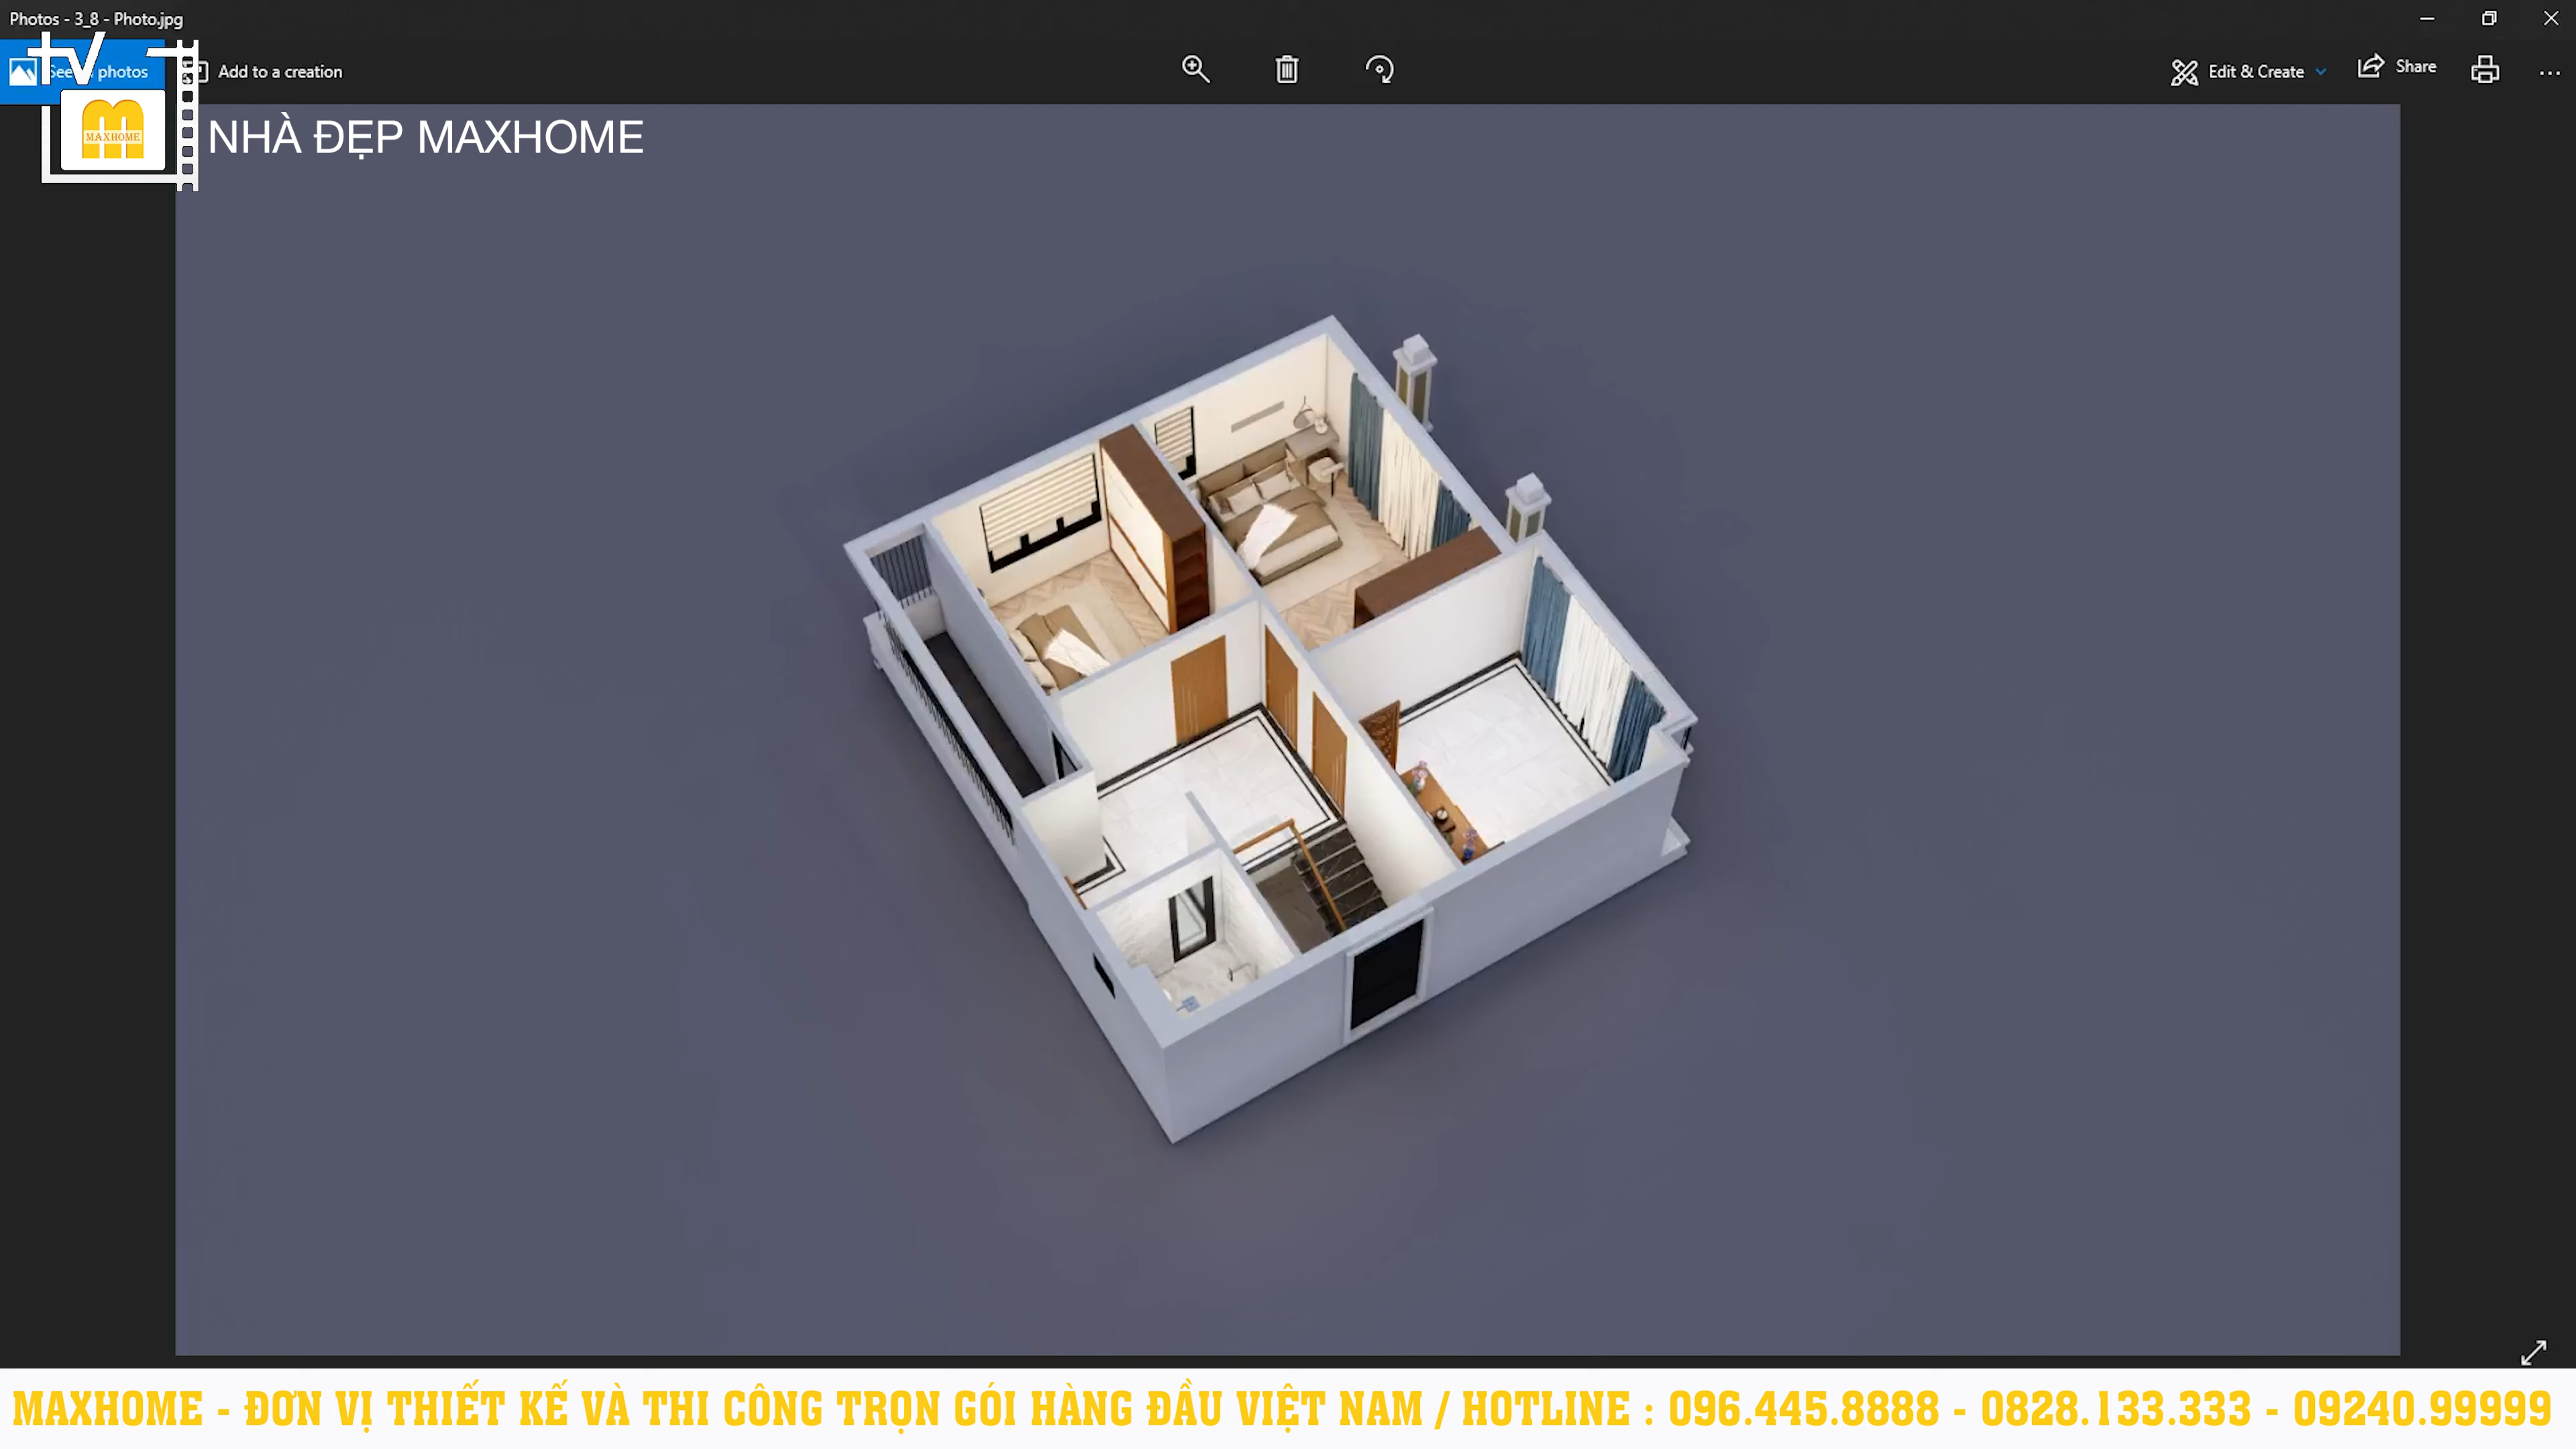 Photos - 3_8 - Photo.jpg
tV
photos
Add to a creation
Edit & Create
Share
MAXHOME
NHÀ ĐẸP MAXHOME
MAXHOME - ĐƠN VỊ THIẾT KẾ VÀ THI CÔNG TRỌN GÓI HÀNG ĐẦU VIỆT NAM / HOTLINE : 096.445.8888 - 0828.133.333 - 09240.99999